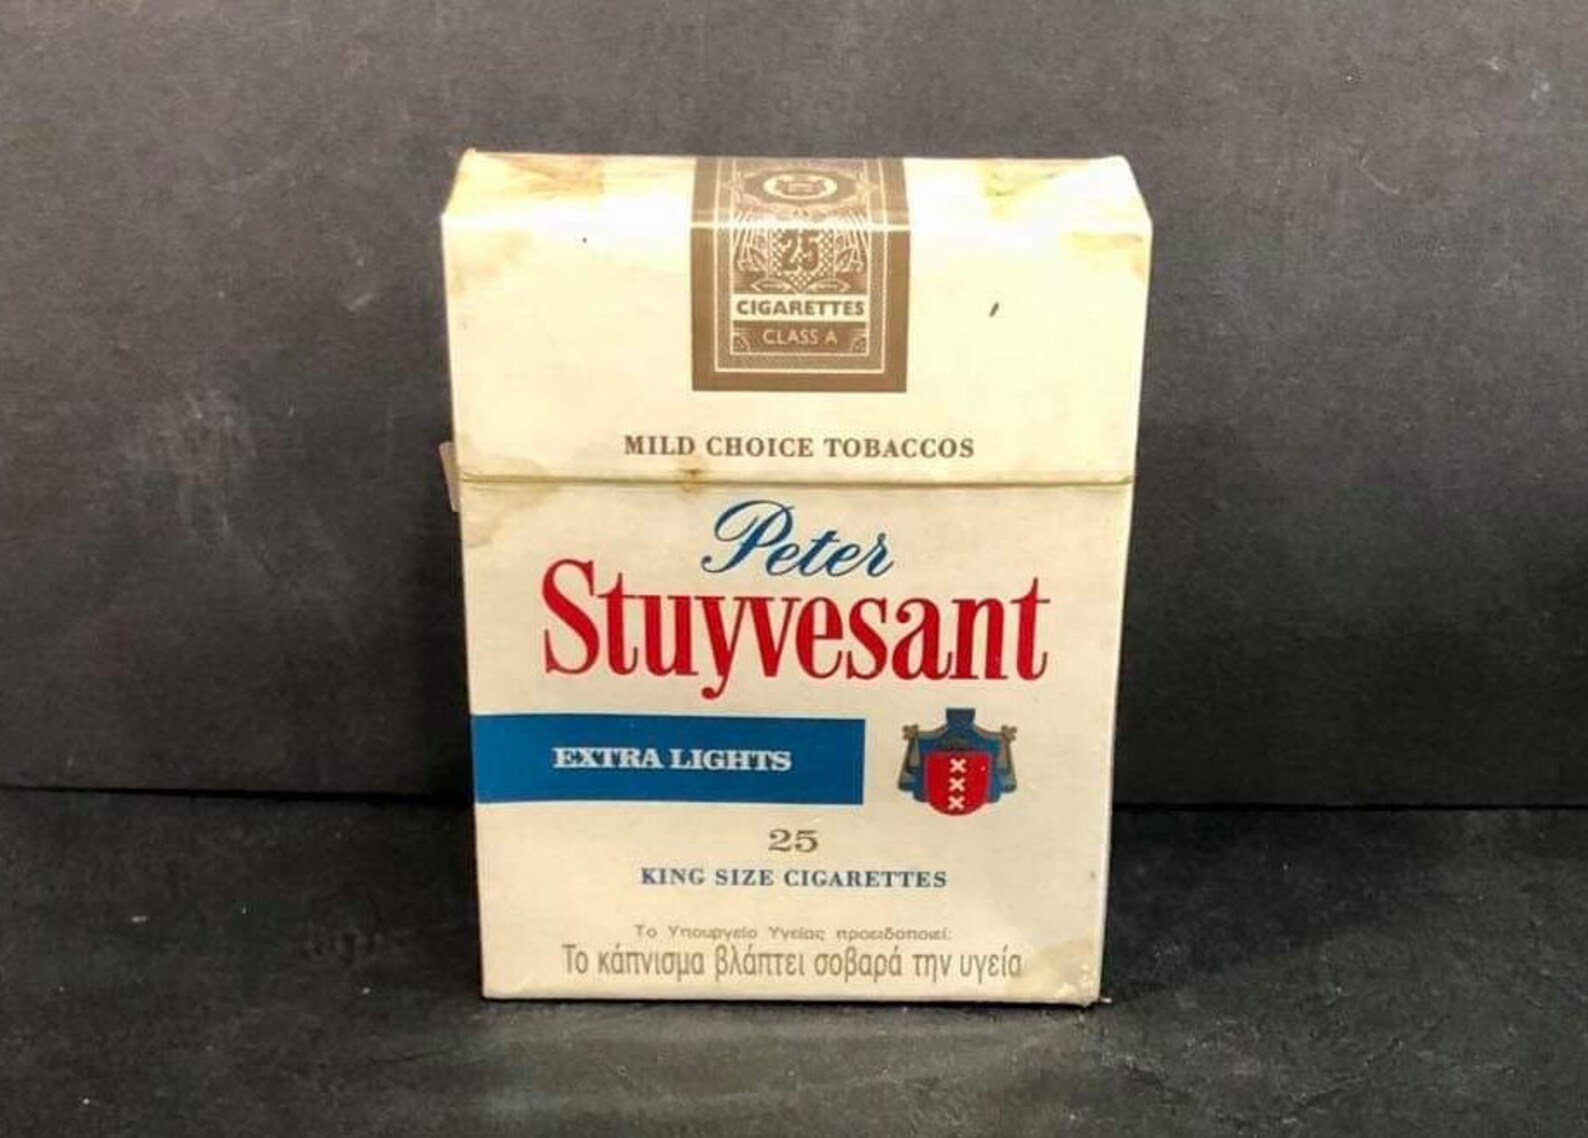 25
CIGARETTES
CLASS A
MILD CHOICE TOBACCOS
Peter
Stuyvesant
EXTRA LIGHTS
XXX
25
KING SIZE CIGARETTES
Το Υπουργείο Υγείας προειδοποιεί:
Το κάπνισμα βλάπτει σοβαρά την υγεία